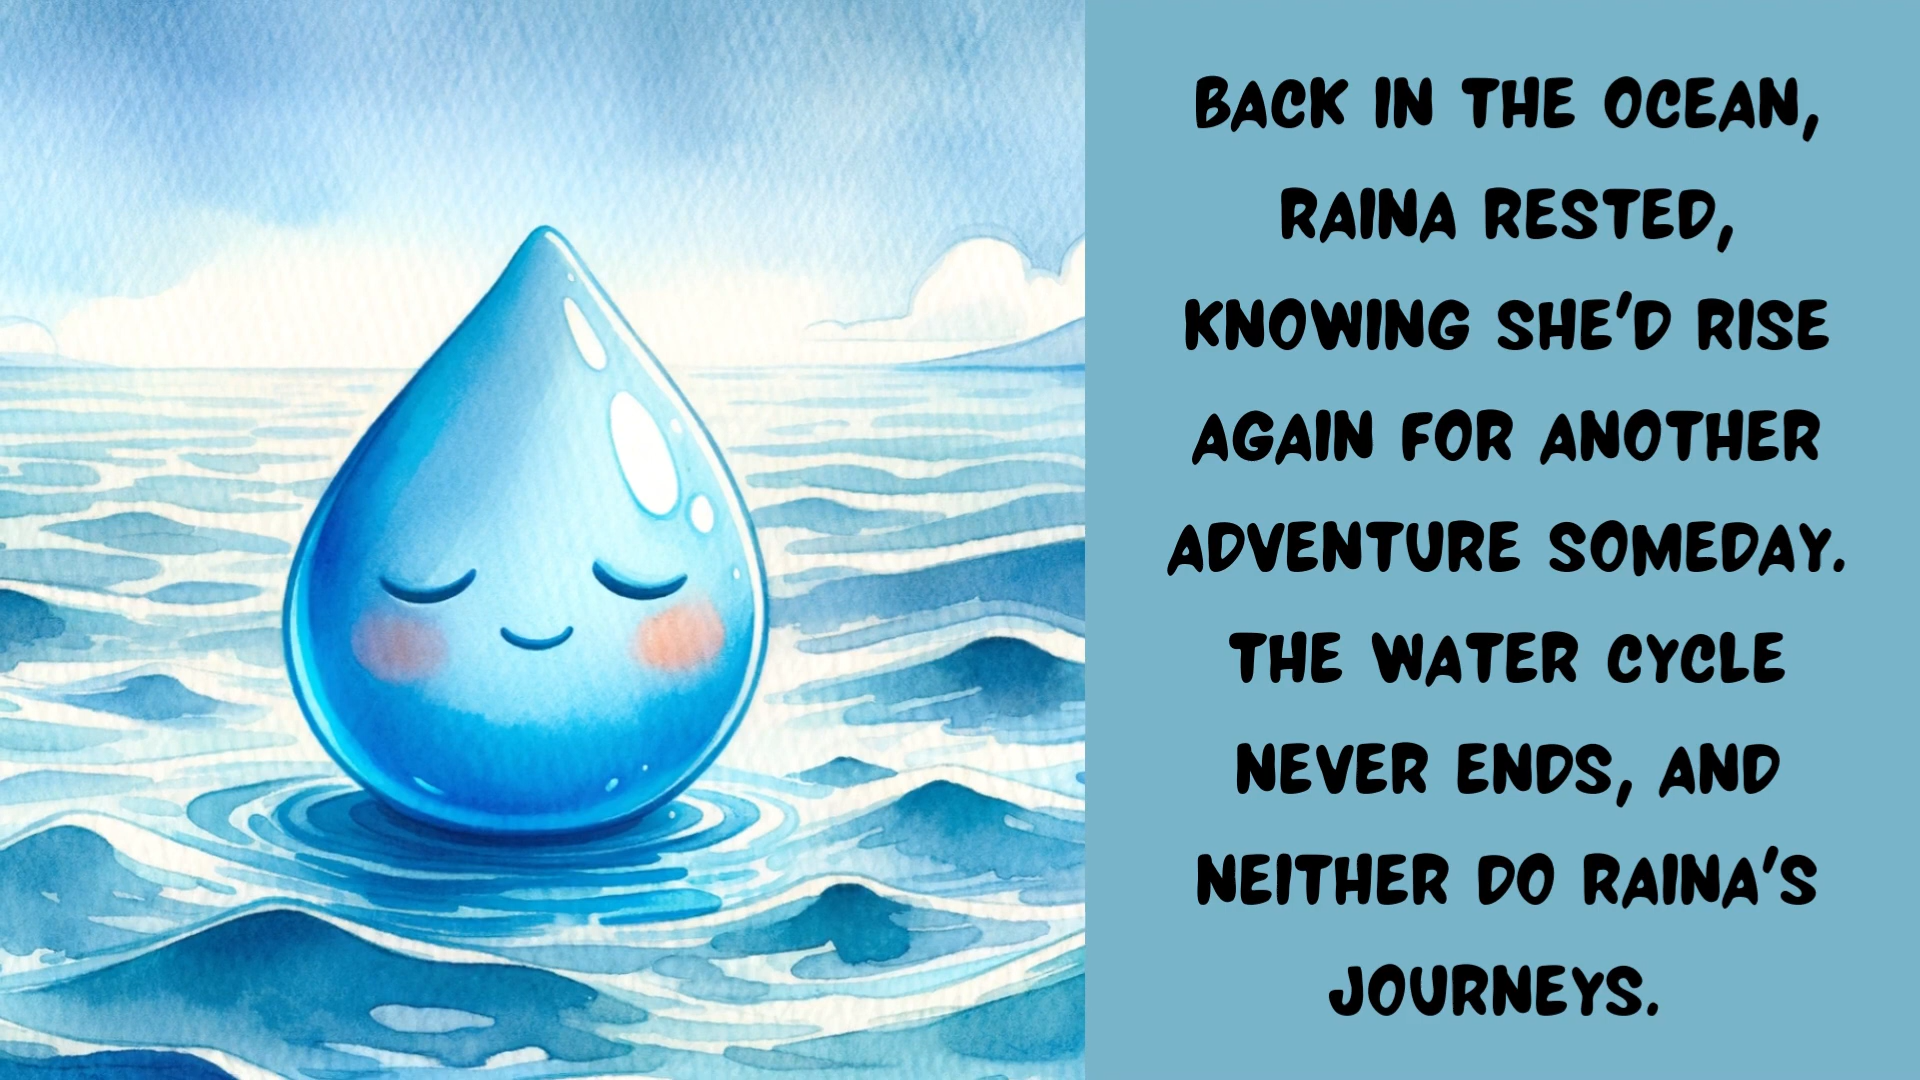 BACK IN THE OCEAN,
RAINA RESTED,
KNOWING SHE'D RISE
AGAIN FOR ANOTHER
ADVENTURE SOMEDAY.
THE WATER CYCLE
NEVER ENDS, AND
NEITHER DO RAINA'S
JOURNEYS.